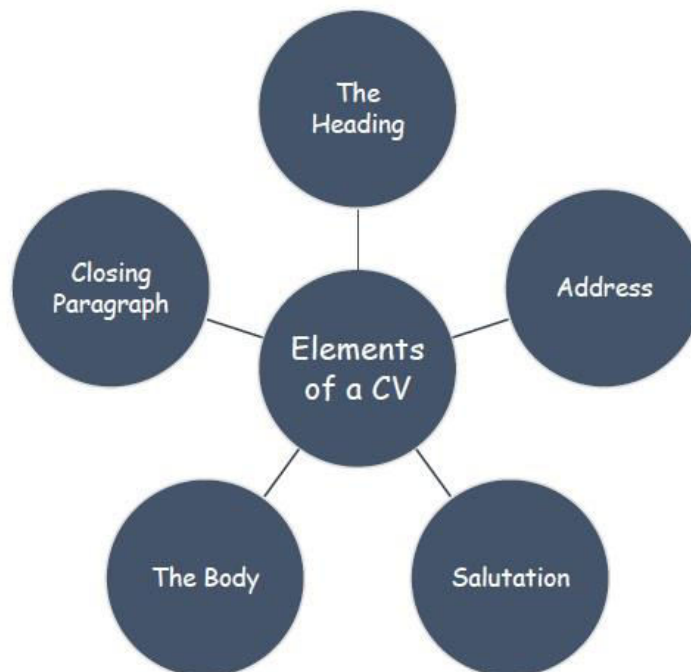 The
Heading
Closing
Paragraph
Address
Elements
of a CV
The Body
Salutation